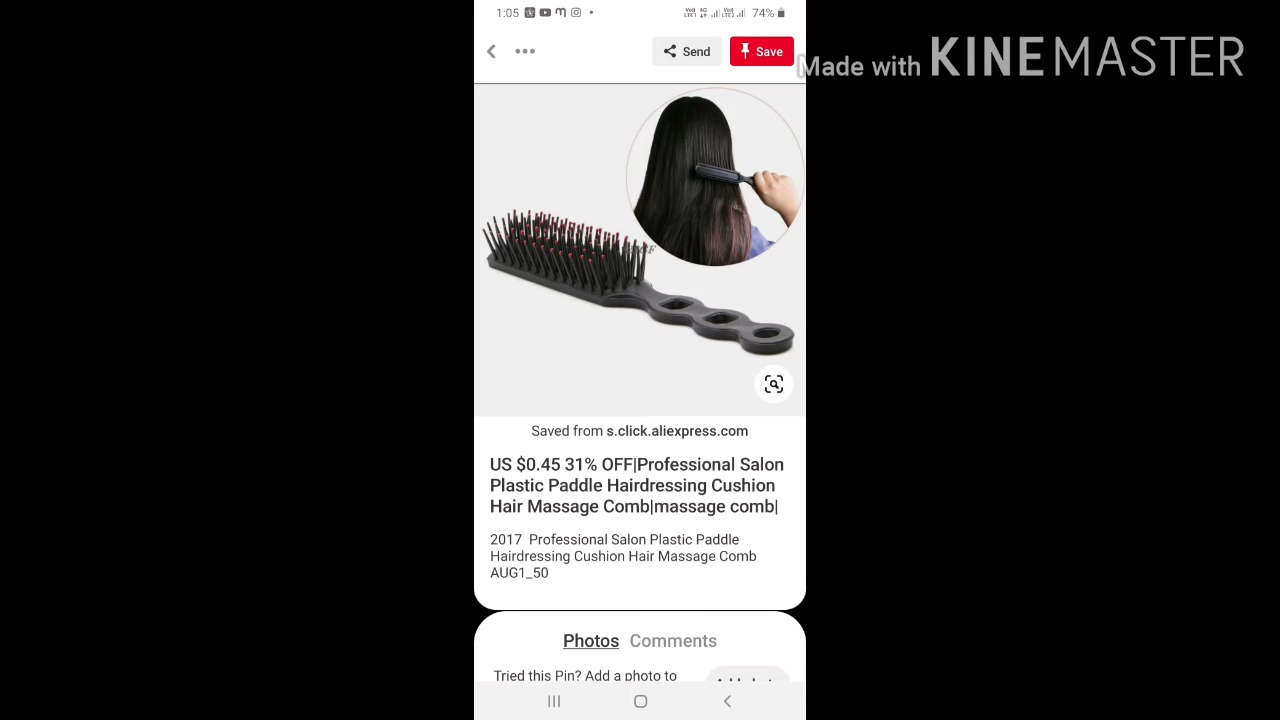 1:05
74%
Send
Save
Made with KINEMASTER
Saved from s.click.aliexpress.com
US $0.45 31% OFF|Professional Salon
Plastic Paddle Hairdressing Cushion
Hair Massage Comb|massage comb|
2017 Professional Salon Plastic Paddle
Hairdressing Cushion Hair Massage Comb
AUG1_50
Photos Comments
Tried this Pin? Add a photo to